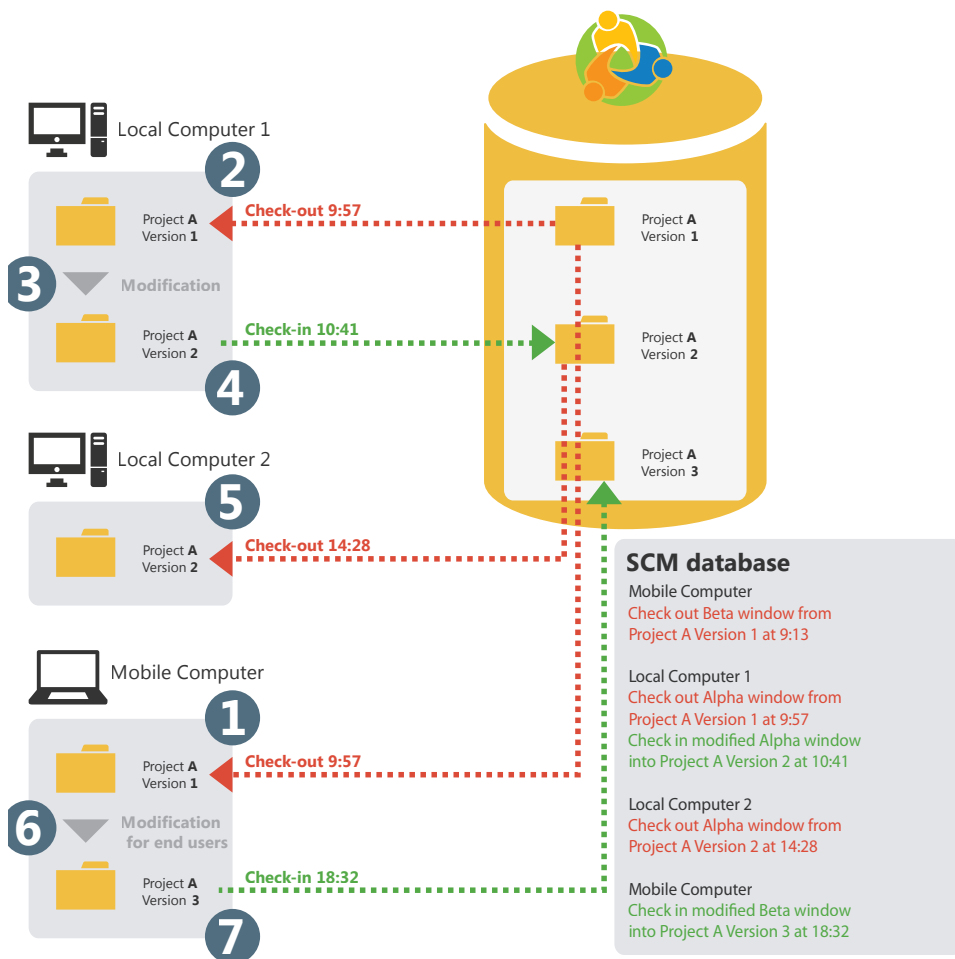 Local Computer 1
2
Project A
Version 1
Check-out 9:57
Project A
Version 1
3
Modification
Project A
Version 2
Check-in 10:41
Project A
Version 2
4
Local Computer 2
5
Project A
Version 2
Check-out 14:28
Project A
Version 3
Mobile Computer
1
Project A
Version 1
Check-out 9:57
6
Modification
for end users
Project A
Version 3
Check-in 18:32
7
SCM database
Mobile Computer
Check out Beta window from
Project A Version 1 at 9:13
Local Computer 1
Check out Alpha window from
Project A Version 1 at 9:57
Check in modified Alpha window
into Project A Version 2 at 10:41
Local Computer 2
Check out Alpha window from
Project A Version 2 at 14:28
Mobile Computer
Check in modified Beta window
into Project A Version 3 at 18:32